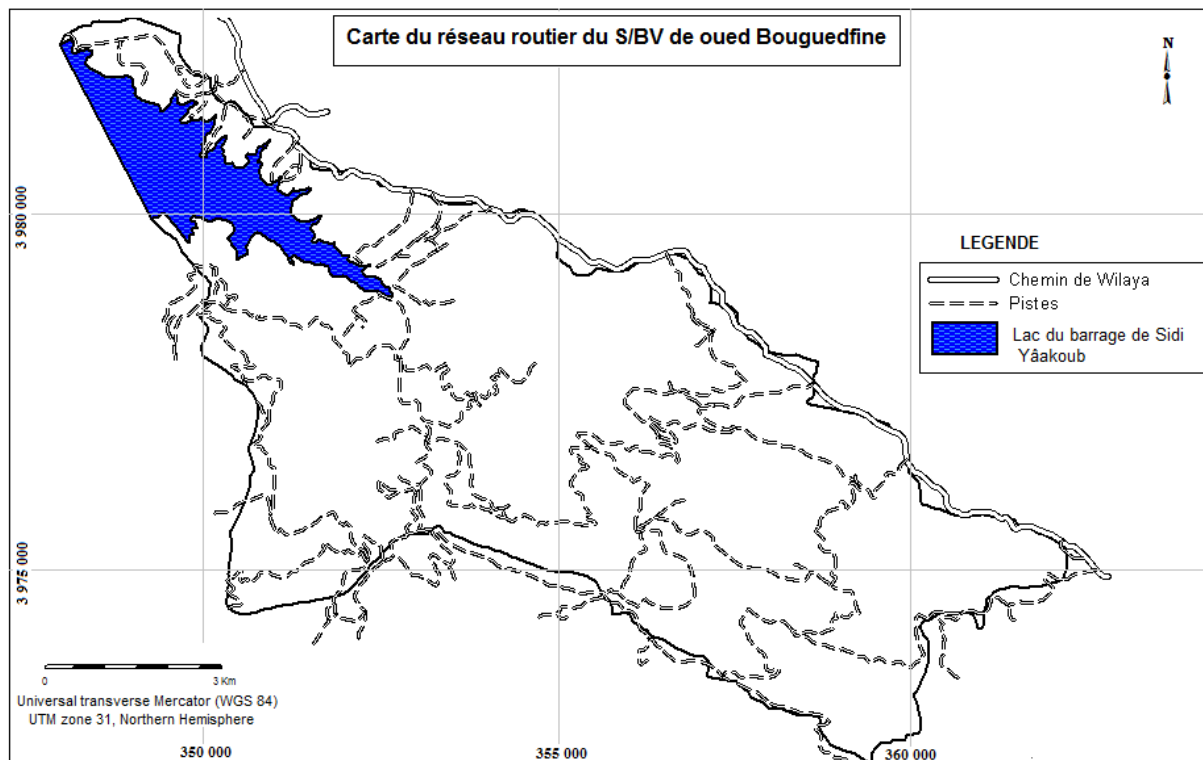 Carte du réseau routier du S/BV de oued Bouguedfine
N
3 980 000
LEGENDE
Chemin de Wilaya
Pistes
Lac du barrage de Sidi
Yâakoub
3 975 000
0 3 Km
Universal transverse Mercator (WGS 84)
UTM zone 31, Northern Hemisphere
350 000 355 000 360 000